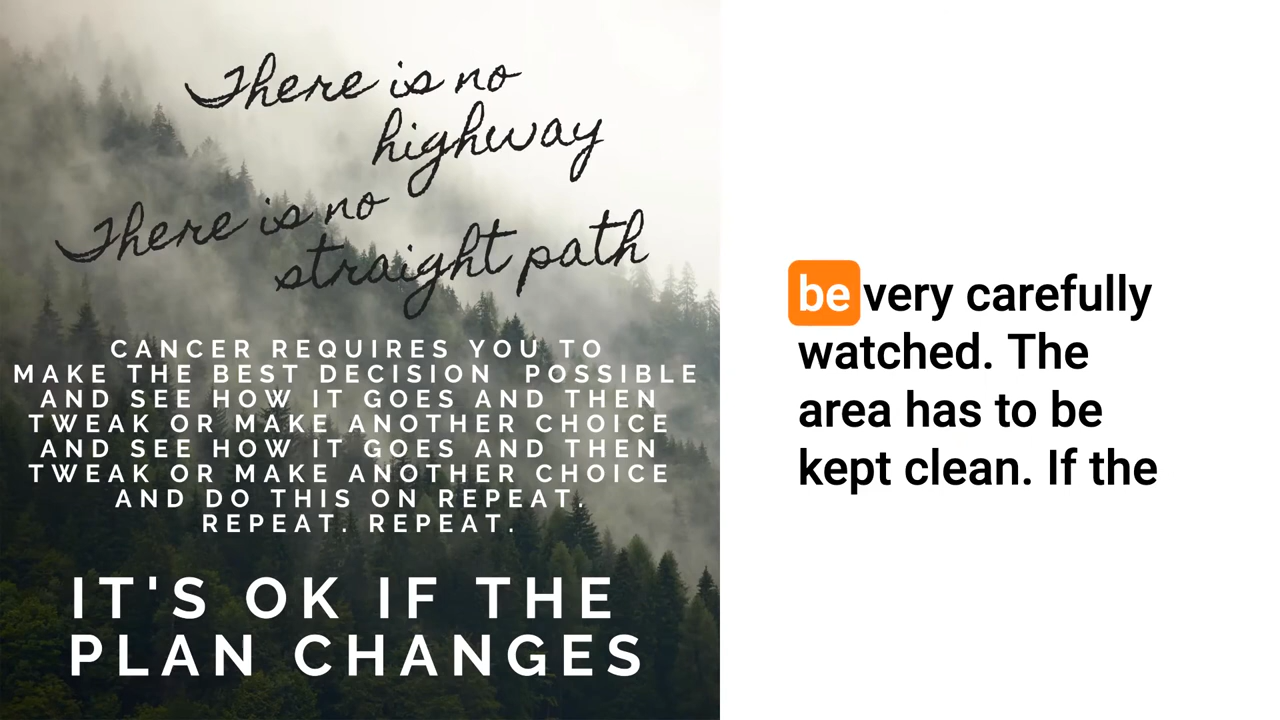 There is no
highway
There is no
straight path
CANCER REQUIRES YOU TO
MAKE THE BEST DECISION POSSIBLE
AND SEE HOW IT GOES AND THEN
TWEAK OR MAKE ANOTHER CHOICE
AND SEE HOW IT GOES AND THEN
TWEAK OR MAKE ANOTHER CHOICE
AND DO THIS ON REPEAT.
REPEAT. REPEAT.
IT'S OK IF THE
PLAN CHANGES
be very carefully
watched. The
area has to be
kept clean. If the